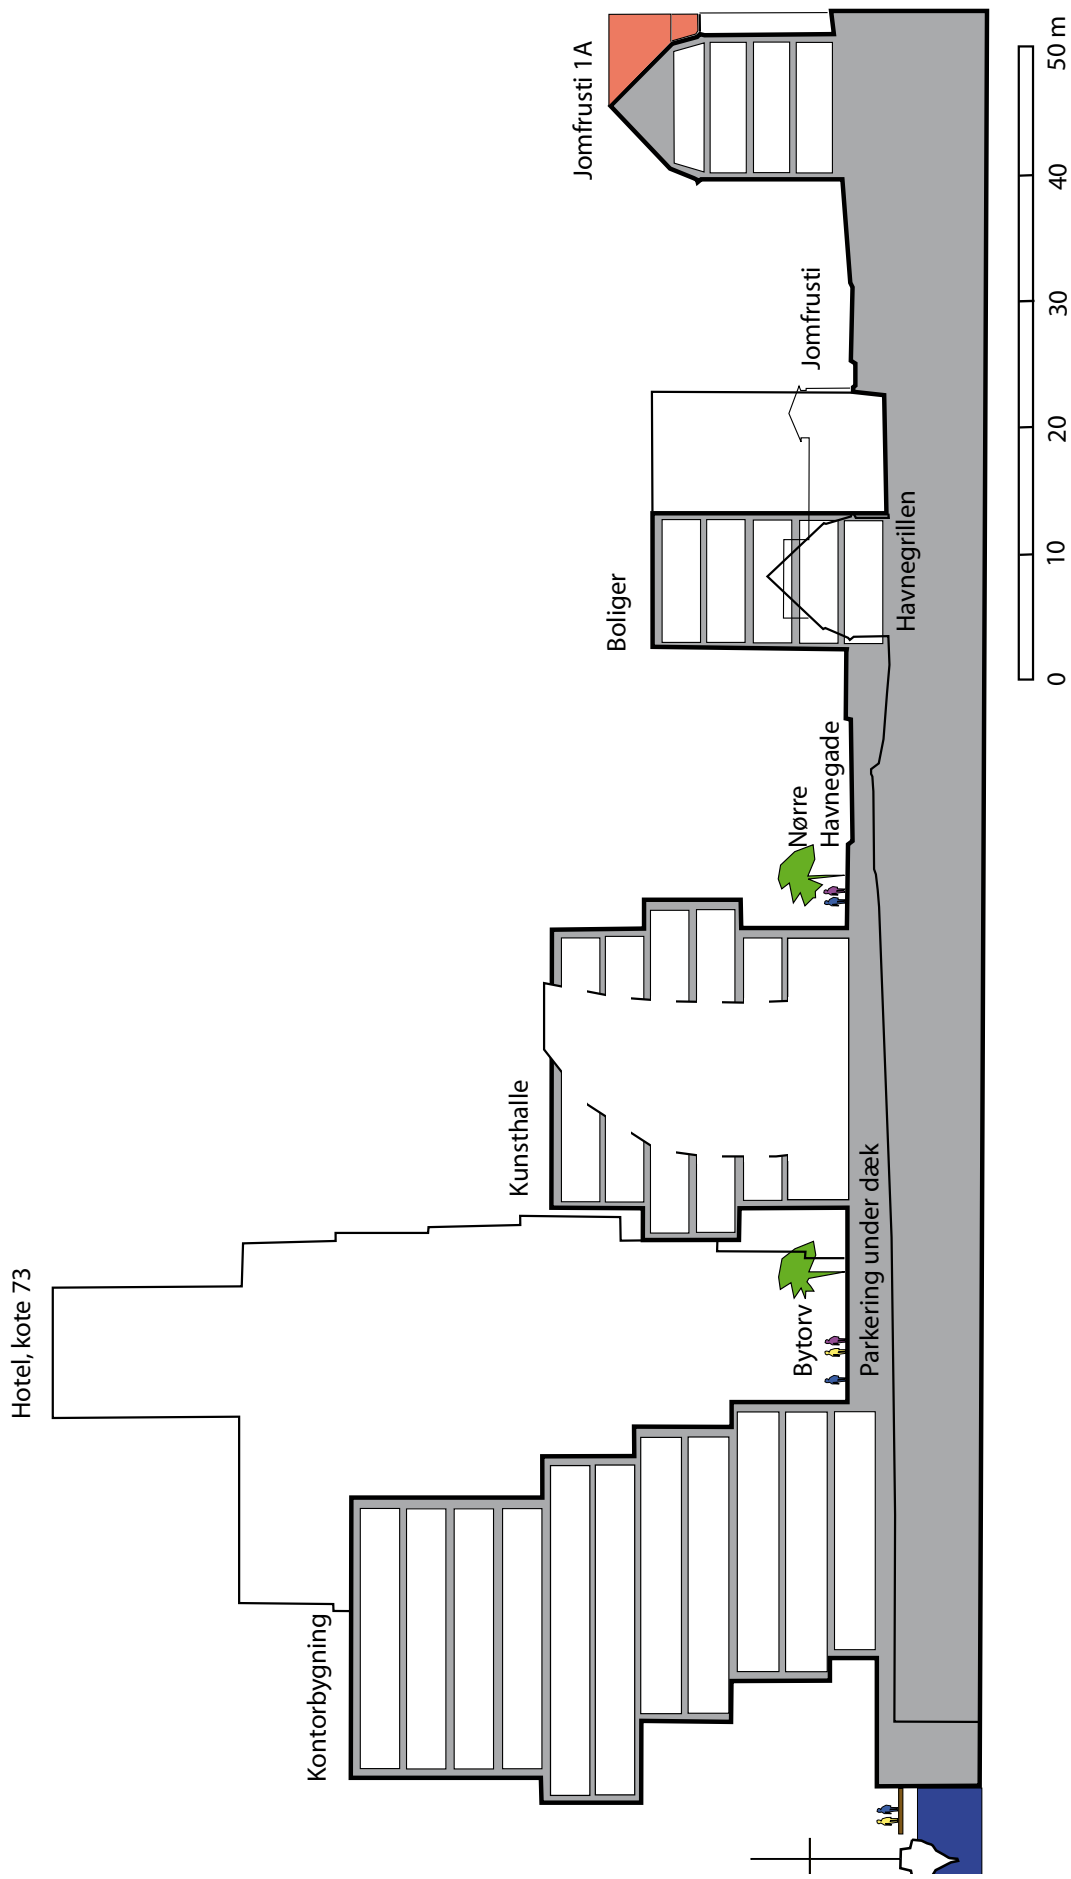 Hotel, kote 73
Kontorbygning
Kunsthalle
Bytorv
Parkering under dæk
Nørre
Havnegade
Boliger
Havnegrillen
Jomfrusti
Jomfrusti 1A
0 10 20 30 40 50 m